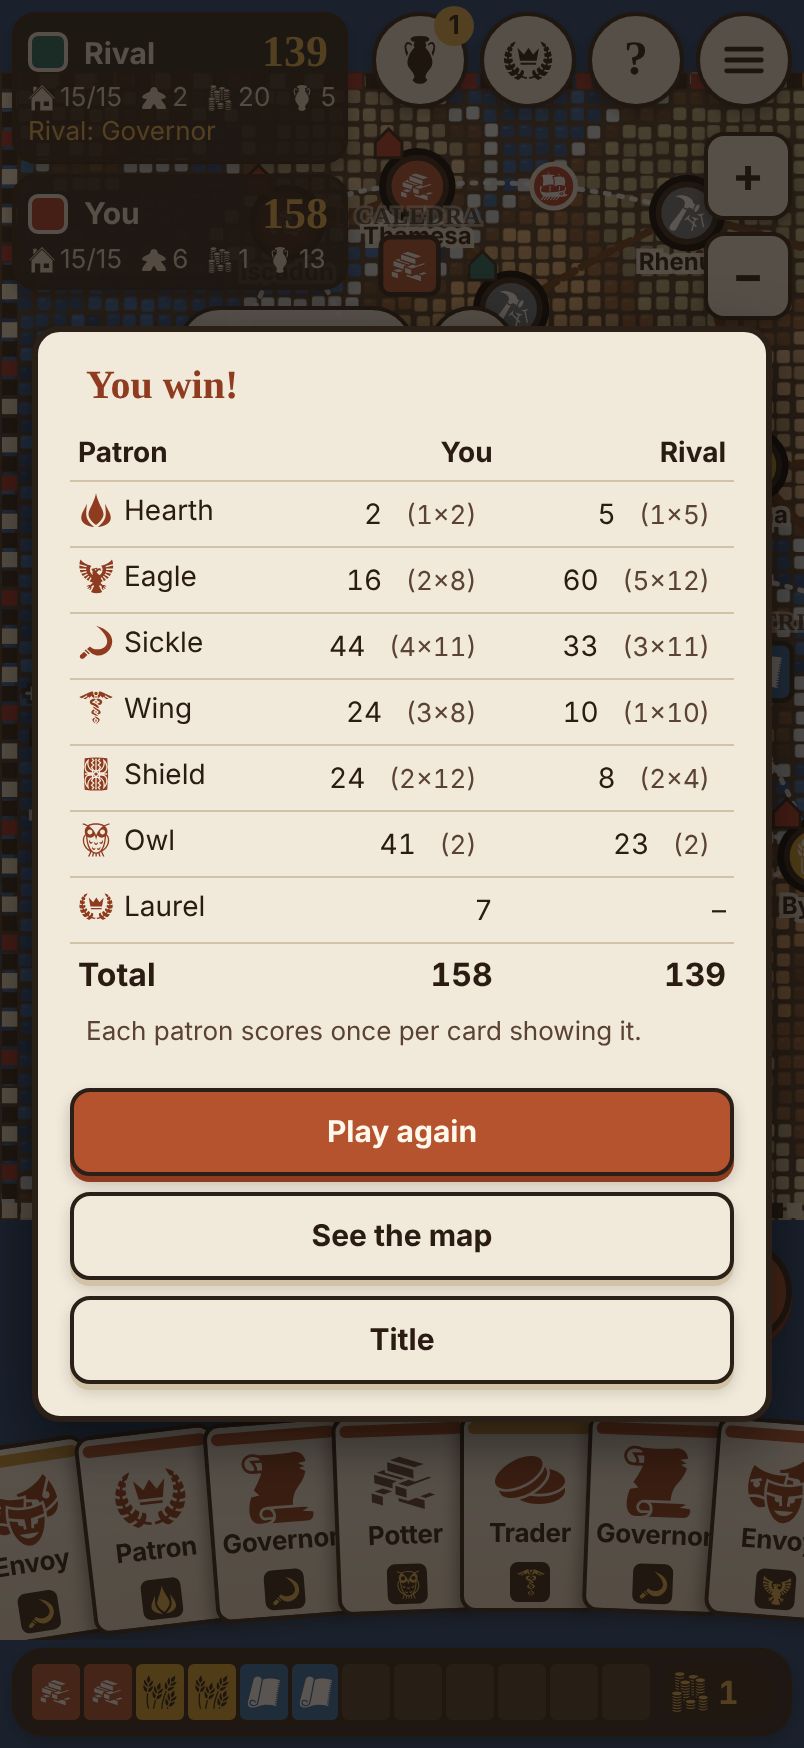 Rival 139
15/15 2 20 5
Rival: Governor
1
?
You 158
15/15 6 1 13
CALEDRA
Thamesa
Rhenu
+
−
You win!
Patron You Rival
Hearth 2 (1×2) 5 (1×5)
Eagle 16 (2×8) 60 (5×12)
Sickle 44 (4×11) 33 (3×11)
Wing 24 (3×8) 10 (1×10)
Shield 24 (2×12) 8 (2×4)
Owl 41 (2) 23 (2)
Laurel 7 –
Total 158 139
Each patron scores once per card showing it.
Play again
See the map
Title
Envoy
Patron
Governor
Potter
Trader
Governor
Envoy
1